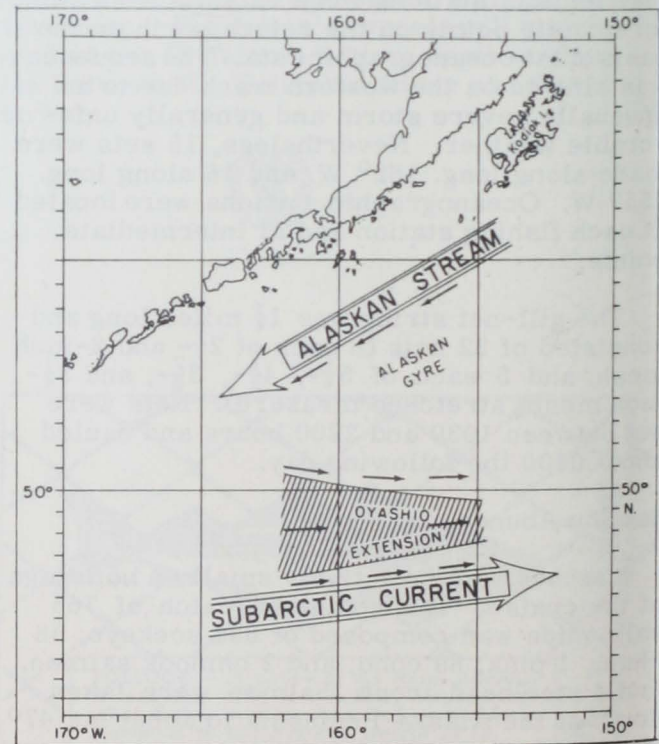 170° 160° 150°
KODIAK I.
ALASKAN STREAM
ALASKAN
GYRE
50° 50°
N.
OYASHIO
EXTENSION
SUBARCTIC CURRENT
170° W. 160° 150°